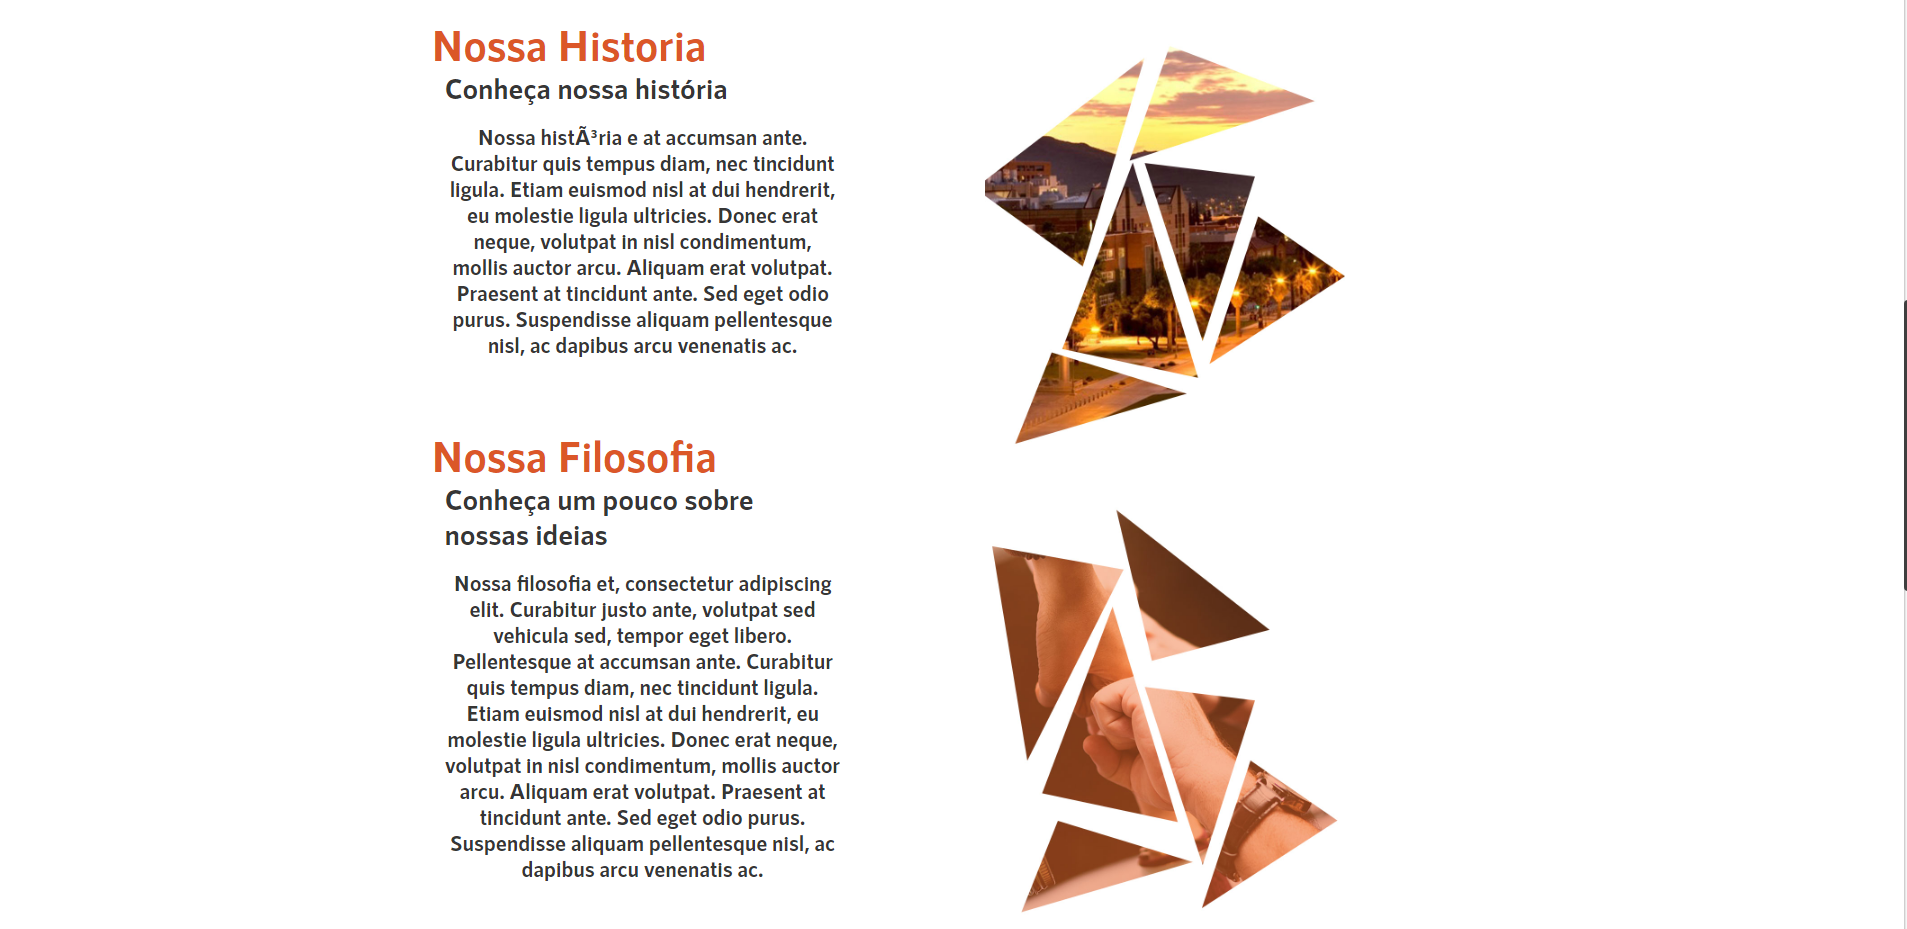 Nossa Historia
Conheça nossa história
Nossa histÃ³ria e at accumsan ante.
Curabitur quis tempus diam, nec tincidunt
ligula. Etiam euismod nisl at dui hendrerit,
eu molestie ligula ultricies. Donec erat
neque, volutpat in nisl condimentum,
mollis auctor arcu. Aliquam erat volutpat.
Praesent at tincidunt ante. Sed eget odio
purus. Suspendisse aliquam pellentesque
nisl, ac dapibus arcu venenatis ac.
Nossa Filosofia
Conheça um pouco sobre
nossas ideias
Nossa filosofia et, consectetur adipiscing
elit. Curabitur justo ante, volutpat sed
vehicula sed, tempor eget libero.
Pellentesque at accumsan ante. Curabitur
quis tempus diam, nec tincidunt ligula.
Etiam euismod nisl at dui hendrerit, eu
molestie ligula ultricies. Donec erat neque,
volutpat in nisl condimentum, mollis auctor
arcu. Aliquam erat volutpat. Praesent at
tincidunt ante. Sed eget odio purus.
Suspendisse aliquam pellentesque nisl, ac
dapibus arcu venenatis ac.